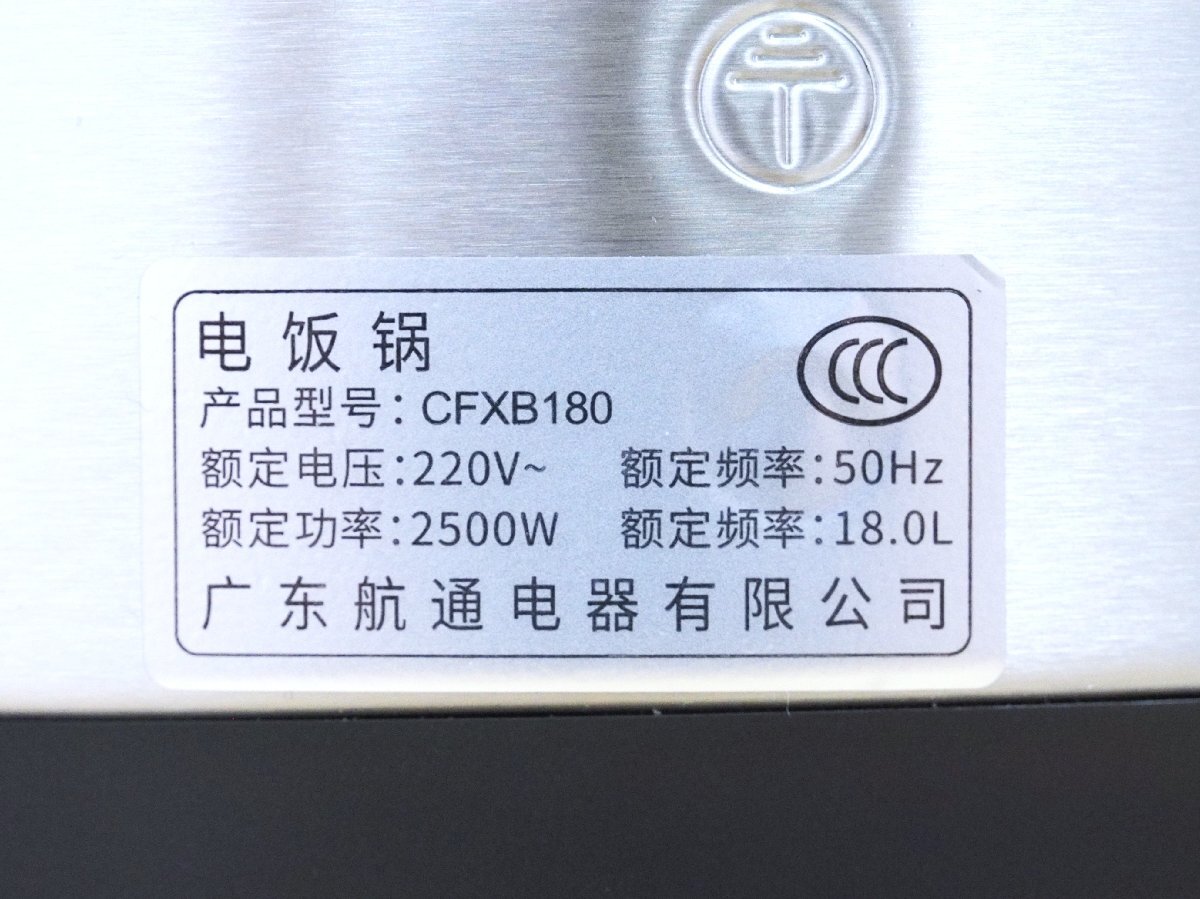 电饭锅
CCC
产品型号：CFXB180
额定电压：220V~ 额定频率：50Hz
额定功率：2500W 额定频率：18.0L
广东航通电器有限公司